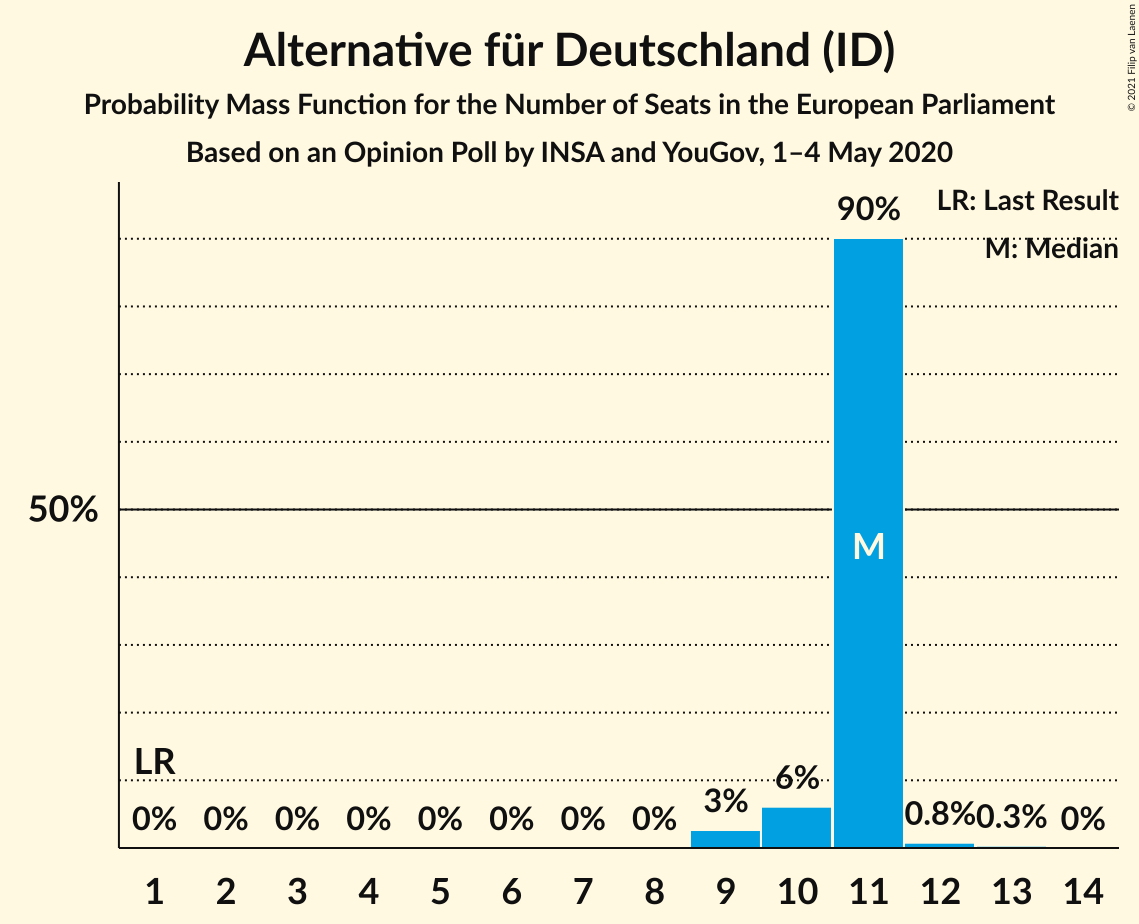 Alternative für Deutschland (ID)
Probability Mass Function for the Number of Seats in the European Parliament
Based on an Opinion Poll by INSA and YouGov, 1–4 May 2020
© 2021 Filip van Laenen
LR: Last Result
M: Median
90%
50%
M
LR
0% 0% 0% 0% 0% 0% 0% 0% 3% 6% 0.8% 0.3% 0%
1 2 3 4 5 6 7 8 9 10 11 12 13 14